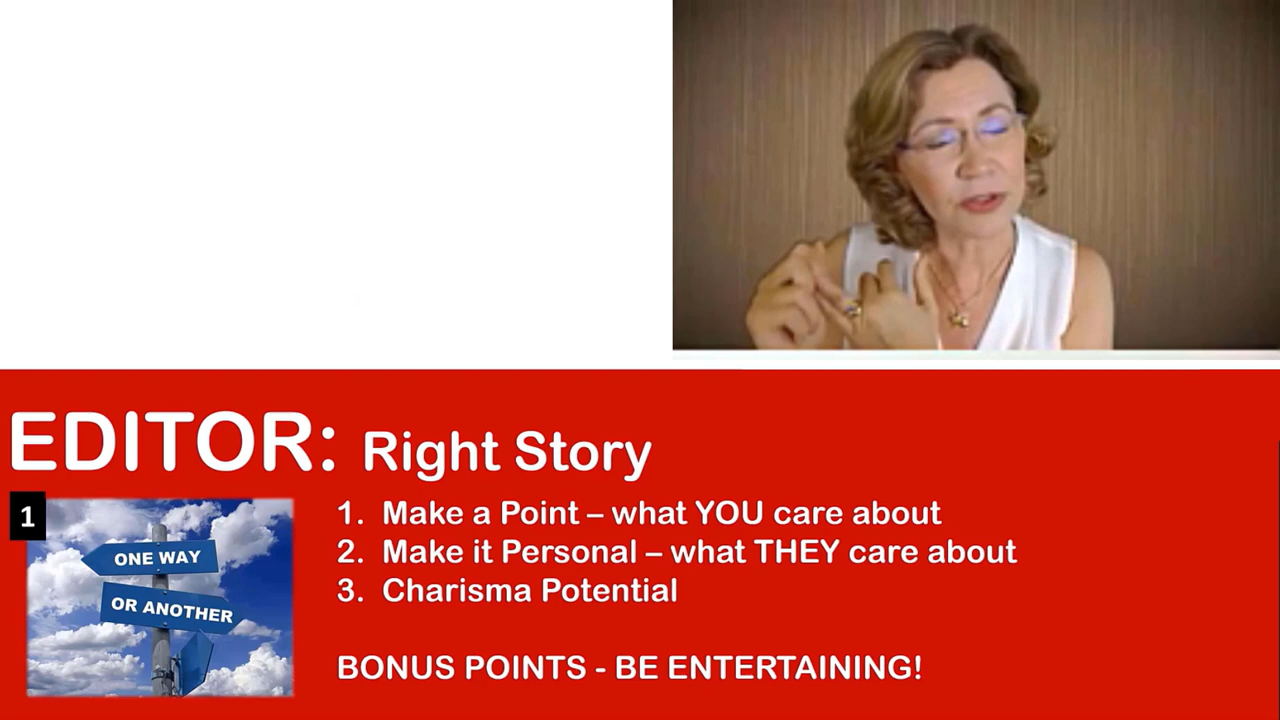 EDITOR: Right Story
1
ONE WAY
OR ANOTHER
1. Make a Point – what YOU care about
2. Make it Personal – what THEY care about
3. Charisma Potential
BONUS POINTS - BE ENTERTAINING!